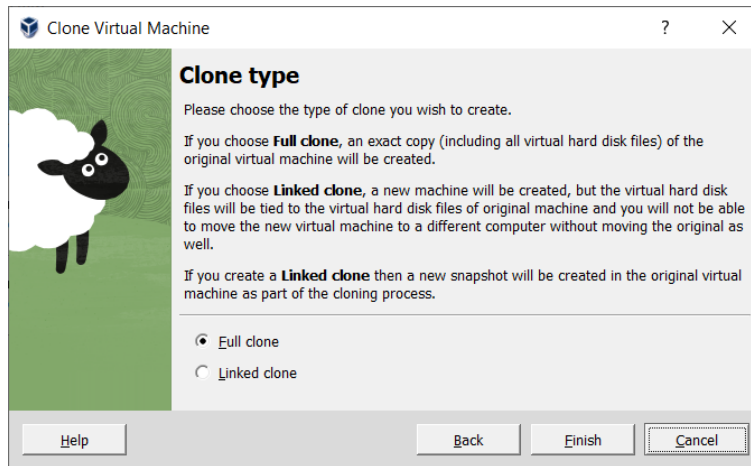 Clone Virtual Machine
?
Clone type
Please choose the type of clone you wish to create.
If you choose Full clone, an exact copy (including all virtual hard disk files) of the
original virtual machine will be created.
If you choose Linked clone, a new machine will be created, but the virtual hard disk
files will be tied to the virtual hard disk files of original machine and you will not be able
to move the new virtual machine to a different computer without moving the original as
well.
If you create a Linked clone then a new snapshot will be created in the original virtual
machine as part of the cloning process.
Full clone
Linked clone
Help
Back
Finish
Cancel